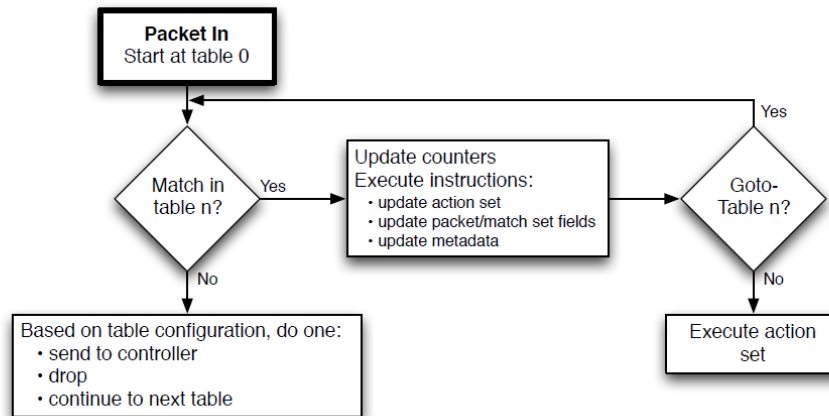 Packet In
Start at table 0
Yes
Match in
table n?
Yes
Update counters
Execute instructions:
• update action set
• update packet/match set fields
• update metadata
Goto-
Table n?
No
No
Based on table configuration, do one:
• send to controller
• drop
• continue to next table
Execute action
set